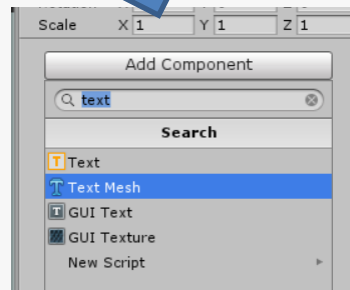 Scale X 1 Y 1 Z 1
Add Component
text
Search
Text
Text Mesh
GUI Text
GUI Texture
New Script